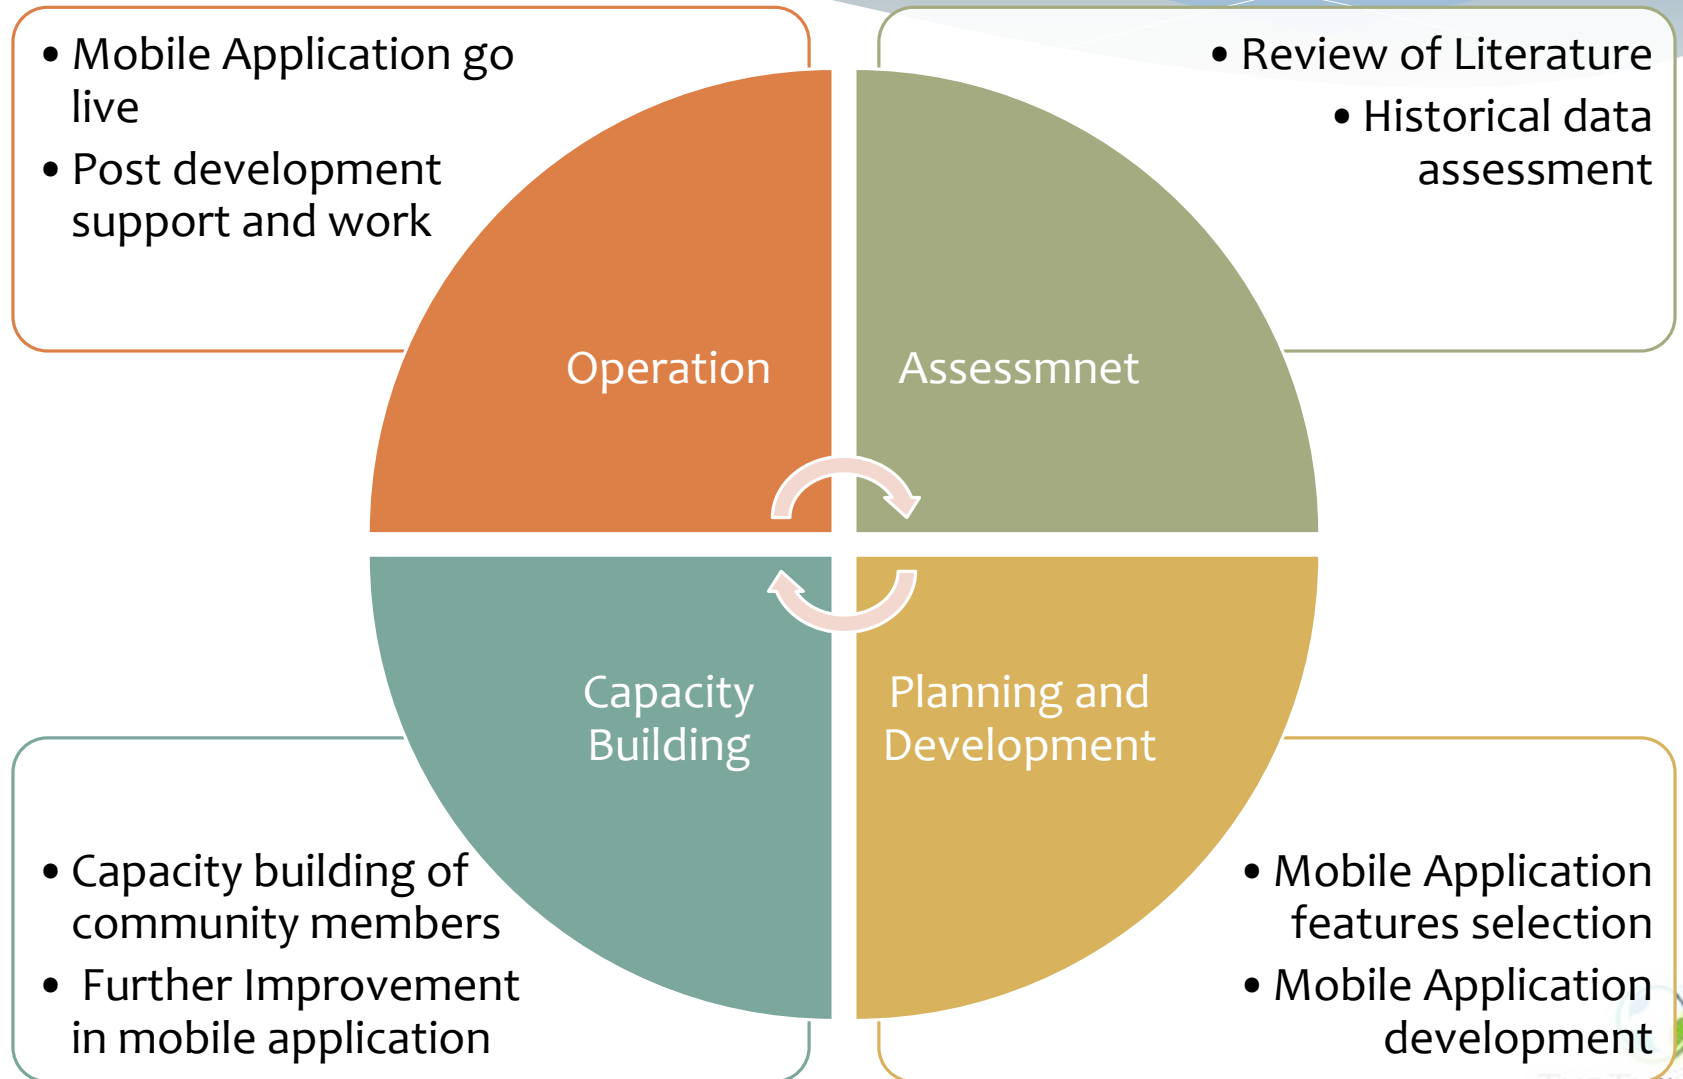 • Mobile Application go
live
• Post development
support and work
• Review of Literature
• Historical data
assessment
Operation
Assessmnet
Capacity
Building
Planning and
Development
• Capacity building of
community members
• Further Improvement
in mobile application
• Mobile Application
features selection
• Mobile Application
development